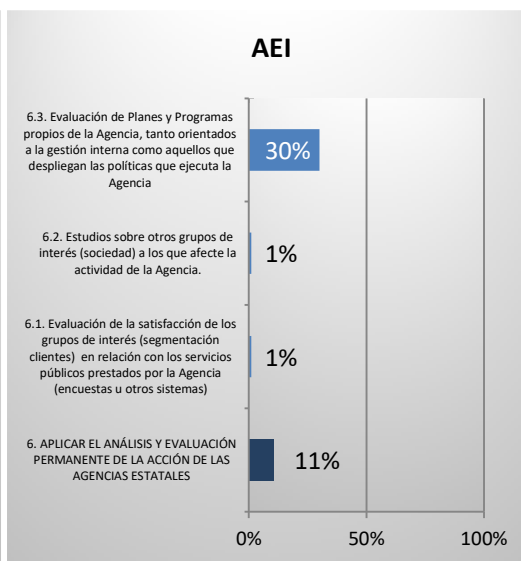 AEI
6.3. Evaluación de Planes y Programas
propios de la Agencia, tanto orientados
a la gestión interna como aquellos que
despliegan las políticas que ejecuta la
Agencia
30%
6.2. Estudios sobre otros grupos de
interés (sociedad) a los que afecte la
actividad de la Agencia.
1%
6.1. Evaluación de la satisfacción de los
grupos de interés (segmentación
clientes) en relación con los servicios
públicos prestados por la Agencia
(encuestas u otros sistemas)
1%
6. APLICAR EL ANÁLISIS Y EVALUACIÓN
PERMANENTE DE LA ACCIÓN DE LAS
AGENCIAS ESTATALES
11%
0% 50% 100%